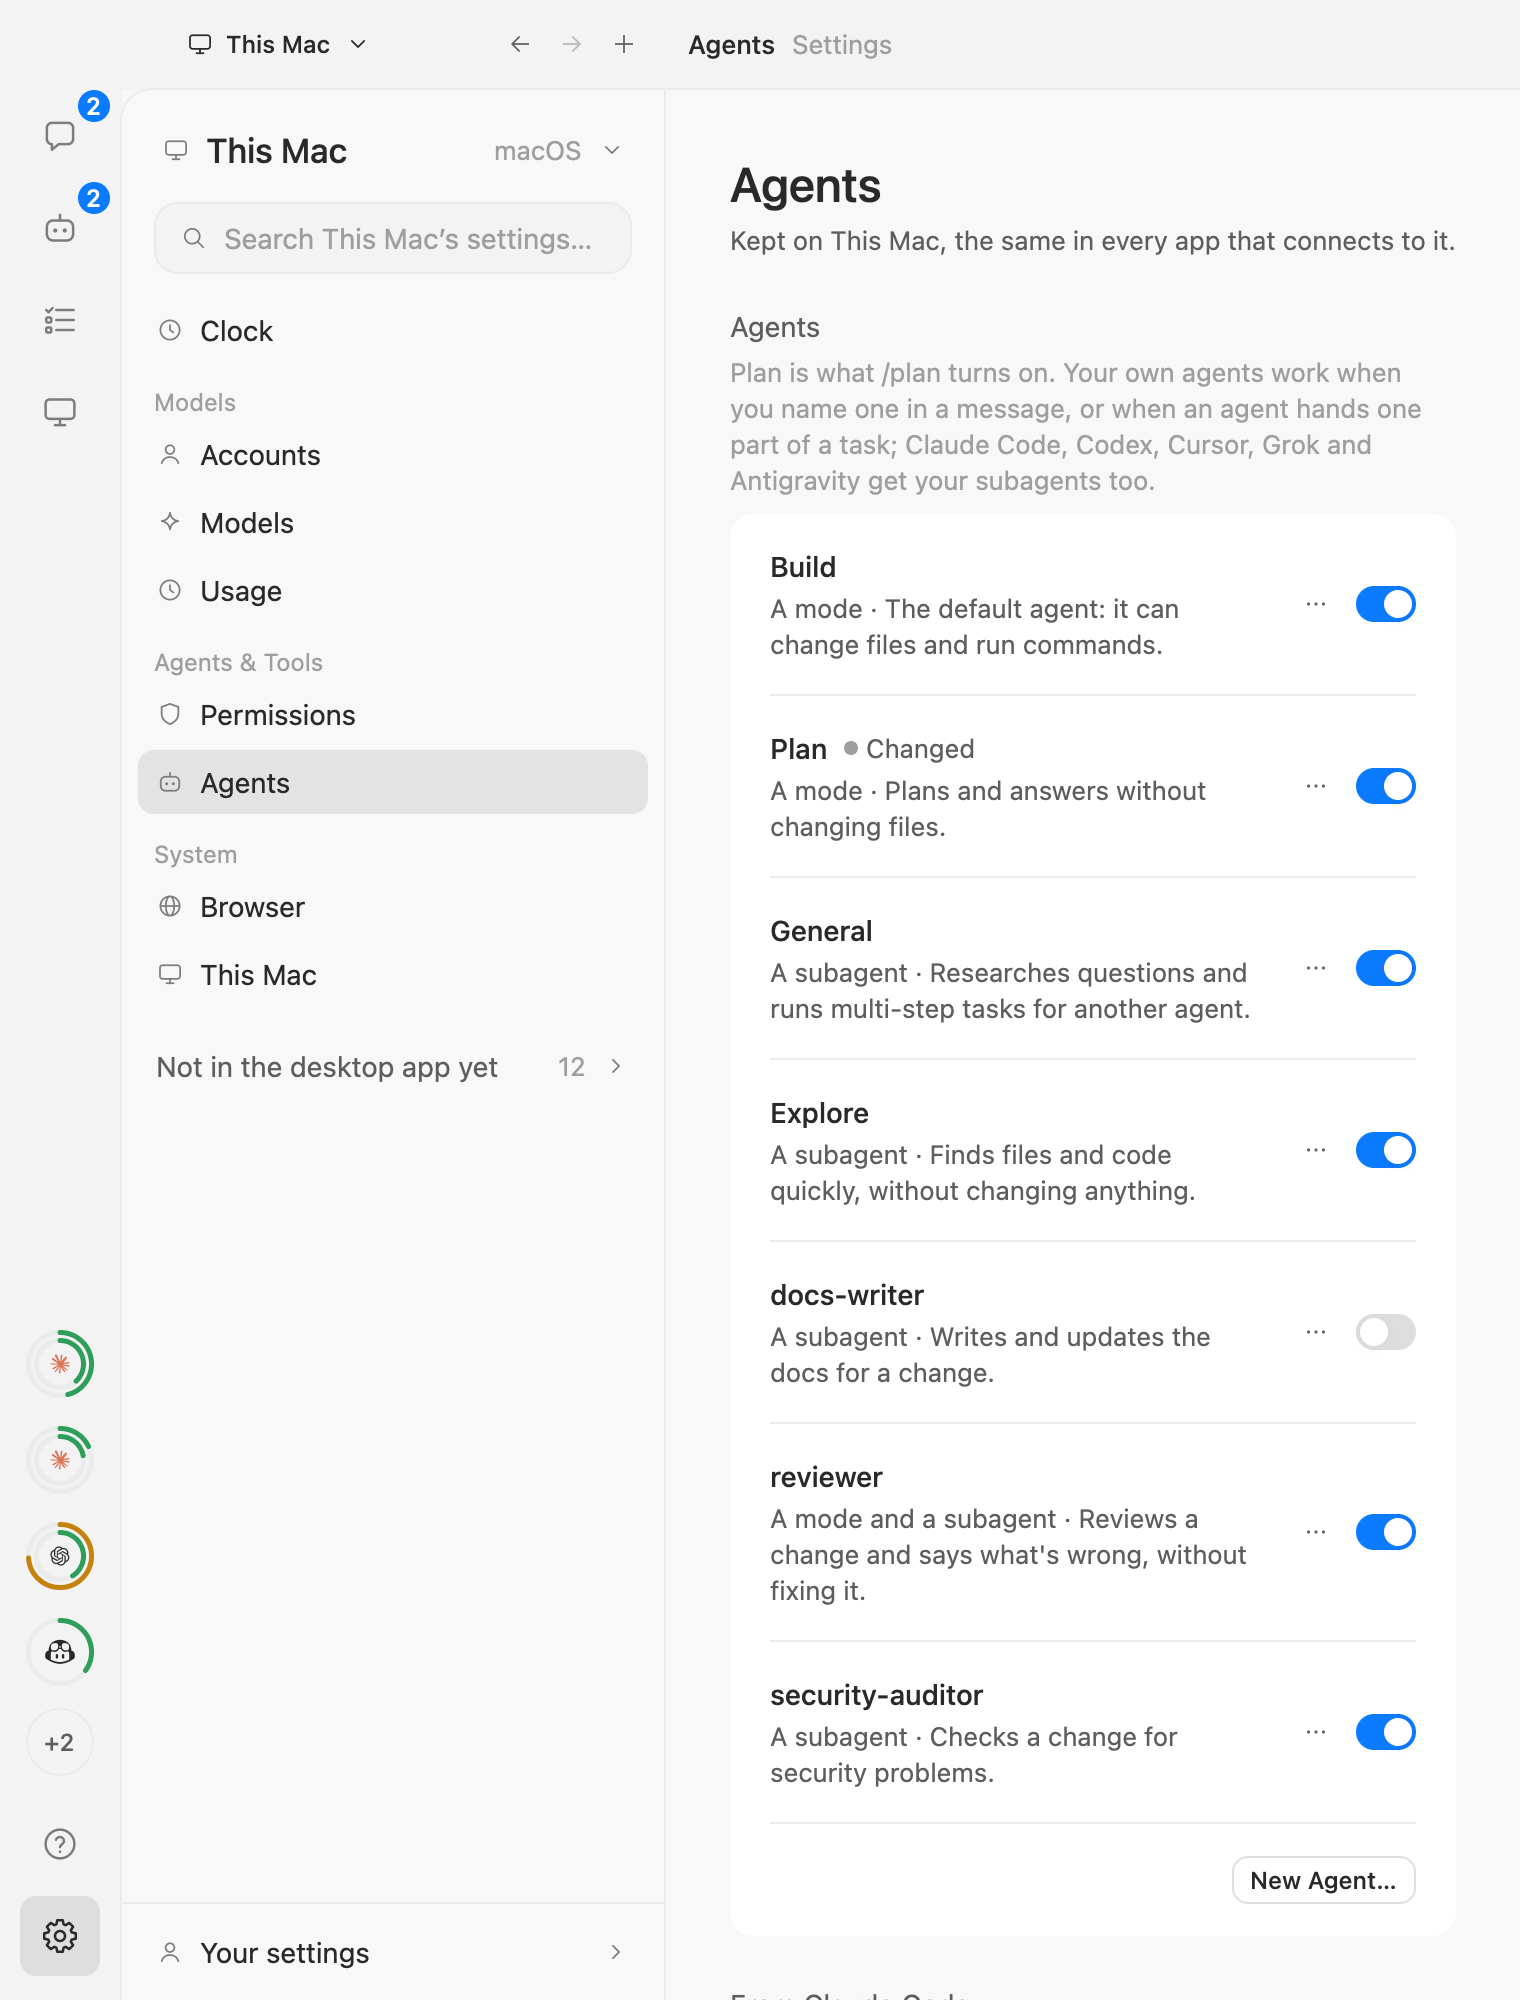 This Mac
Agents Settings
2
2
This Mac
macOS
Search This Mac’s settings...
Clock
Models
Accounts
Models
Usage
Agents & Tools
Permissions
Agents
System
Browser
This Mac
Not in the desktop app yet 12
+2
Your settings
Agents
Kept on This Mac, the same in every app that connects to it.
Agents
Plan is what /plan turns on. Your own agents work when
you name one in a message, or when an agent hands one
part of a task; Claude Code, Codex, Cursor, Grok and
Antigravity get your subagents too.
Build
A mode · The default agent: it can
change files and run commands.
Plan Changed
A mode · Plans and answers without
changing files.
General
A subagent · Researches questions and
runs multi-step tasks for another agent.
Explore
A subagent · Finds files and code
quickly, without changing anything.
docs-writer
A subagent · Writes and updates the
docs for a change.
reviewer
A mode and a subagent · Reviews a
change and says what's wrong, without
fixing it.
security-auditor
A subagent · Checks a change for
security problems.
New Agent...
From Claude Code